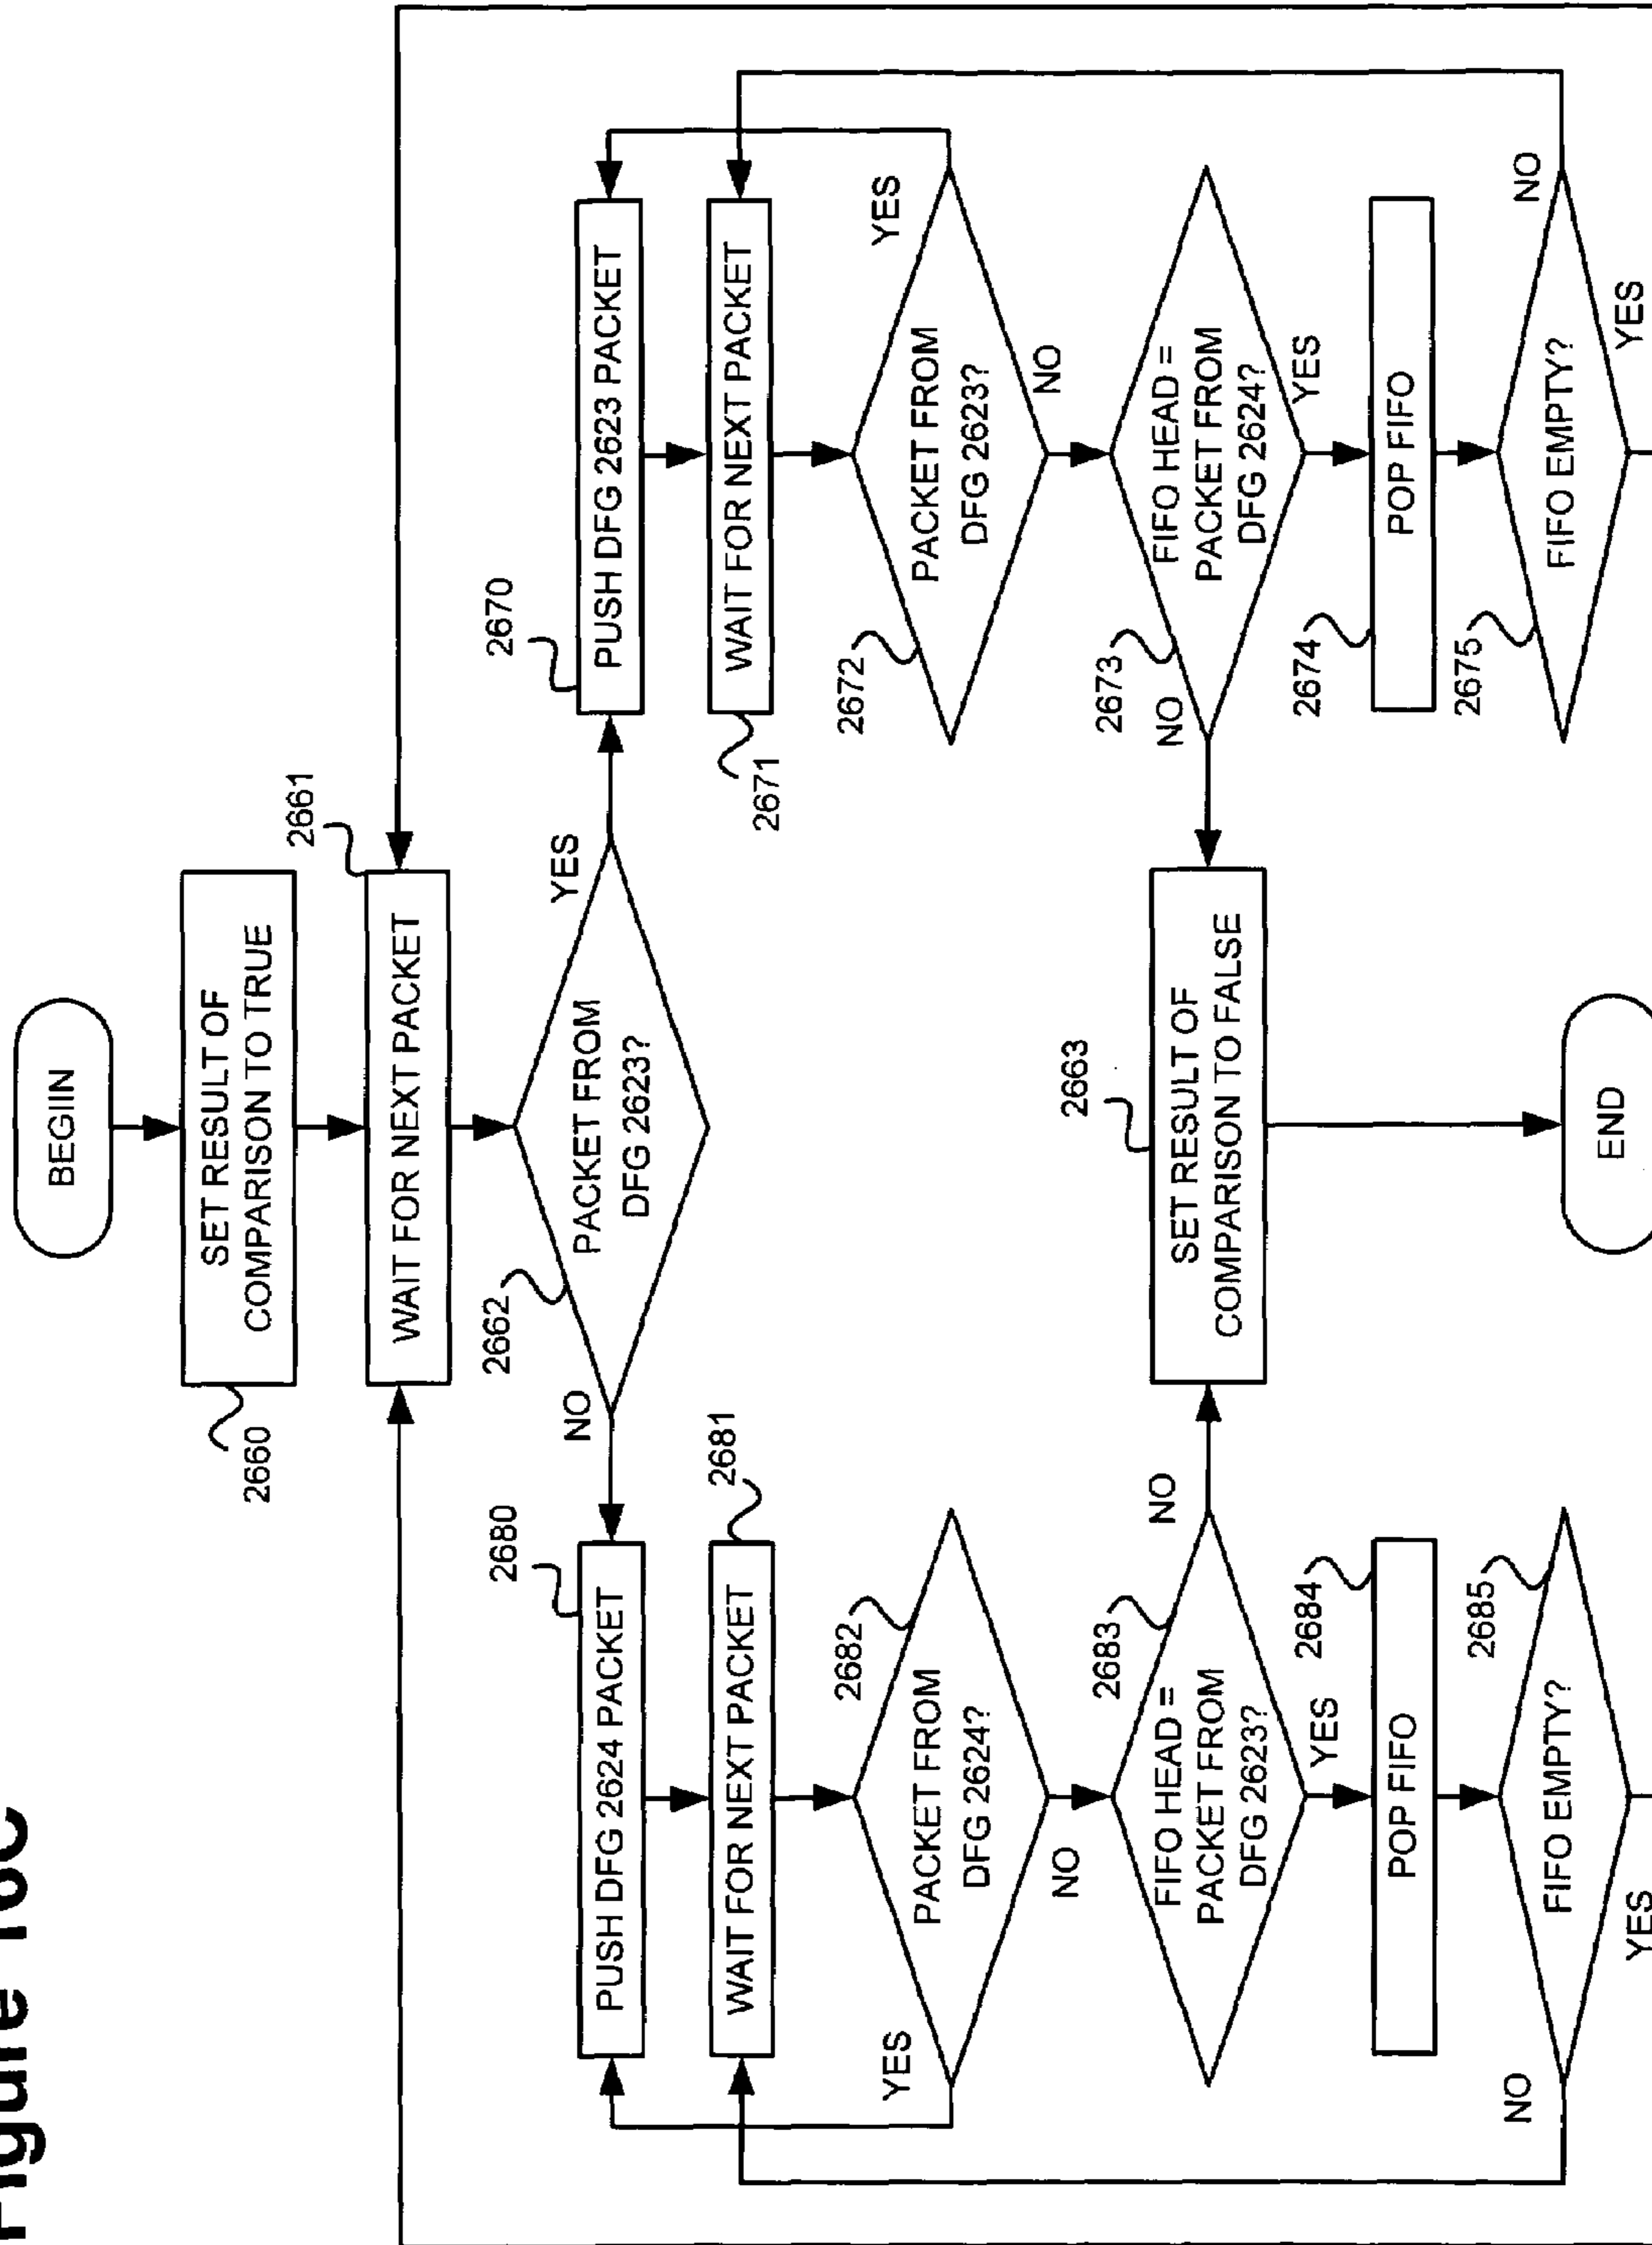 Figure
BEGIIN
SET RESULT OF
COMPARISON TO TRUE
2660
2661
WAIT FOR NEXT PACKET
2662
PACKET FROM
DFG 2623?
NO
YES
2680
PUSH DFG 2624 PACKET
2681
WAIT FOR NEXT PACKET
2682
PACKET FROM
DFG 2624?
YES
NO
2683
FIFO HEAD =
PACKET FROM
DFG 2623?
NO
YES
2684
POP FIFO
2685
FIFO EMPTY?
NO
YES
2663
SET RESULT OF
COMPARISON TO FALSE
END
2670
PUSH DFG 2623 PACKET
2671
WAIT FOR NEXT PACKET
2672
PACKET FROM
DFG 2623?
YES
NO
2673
FIFO HEAD =
PACKET FROM
DFG 2624?
NO
YES
2674
POP FIFO
2675
FIFO EMPTY?
NO
YES